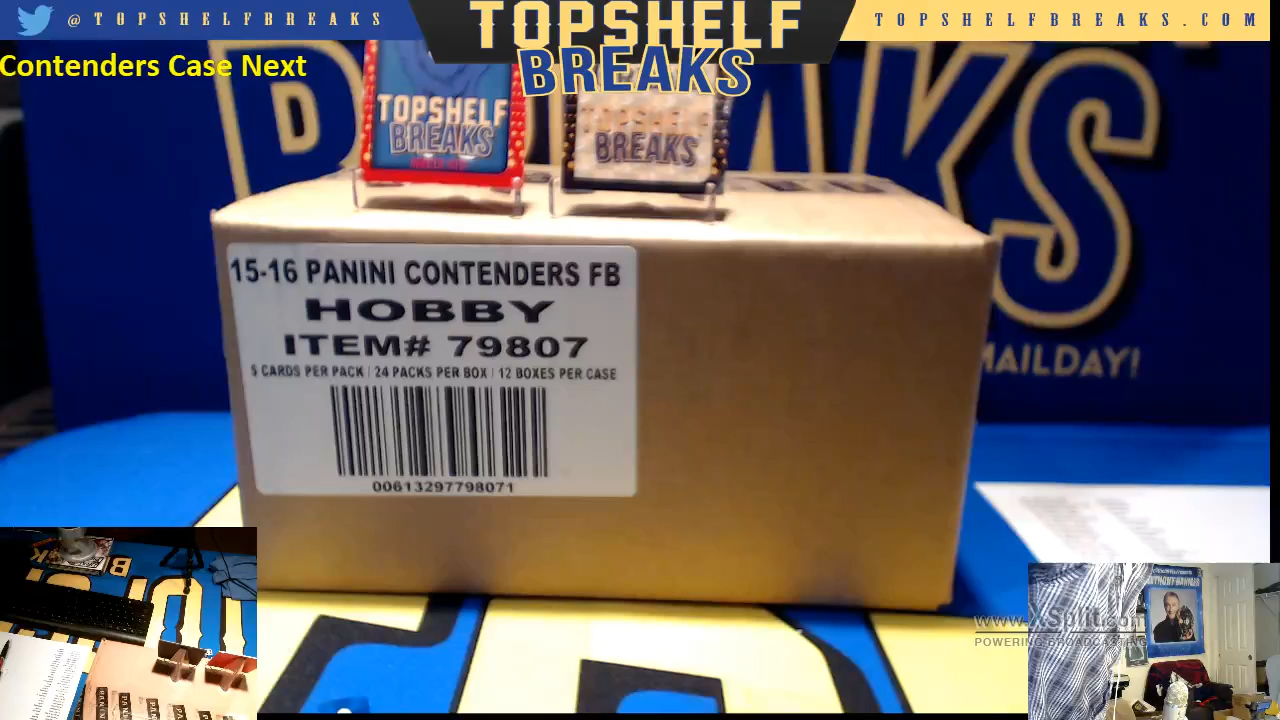 @TOPSHELFBREAKS
TOPSHELF
BREAKS
TOPSHELFBREAKS.COM
Contenders Case Next
TOPSHELF
BREAKS
TOPSHELF
BREAKS
15-16 PANINI CONTENDERS FB
HOBBY
ITEM# 79807
5 CARDS PER PACK | 24 PACKS PER BOX | 12 BOXES PER CASE
00613297798071
MAILDAY!
www.XSplit.com
POWERING BROADCASTING